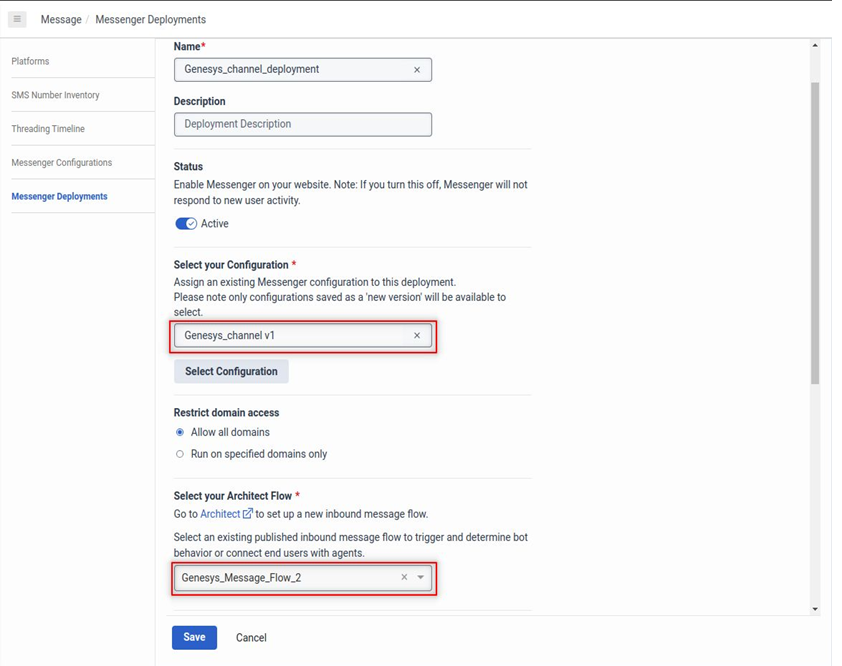 Message / Messenger Deployments
Platforms
SMS Number Inventory
Threading Timeline
Messenger Configurations
Messenger Deployments
Name*
Genesys_channel_deployment ×
Description
Deployment Description
Status
Enable Messenger on your website. Note: If you turn this off, Messenger will not
respond to new user activity.
Active
Select your Configuration *
Assign an existing Messenger configuration to this deployment.
Please note only configurations saved as a 'new version' will be available to
select.
Genesys_channel v1 ×
Select Configuration
Restrict domain access
Allow all domains
Run on specified domains only
Select your Architect Flow *
Go to Architect to set up a new inbound message flow.
Select an existing published inbound message flow to trigger and determine bot
behavior or connect end users with agents.
Genesys_Message_Flow_2 ×
Save Cancel